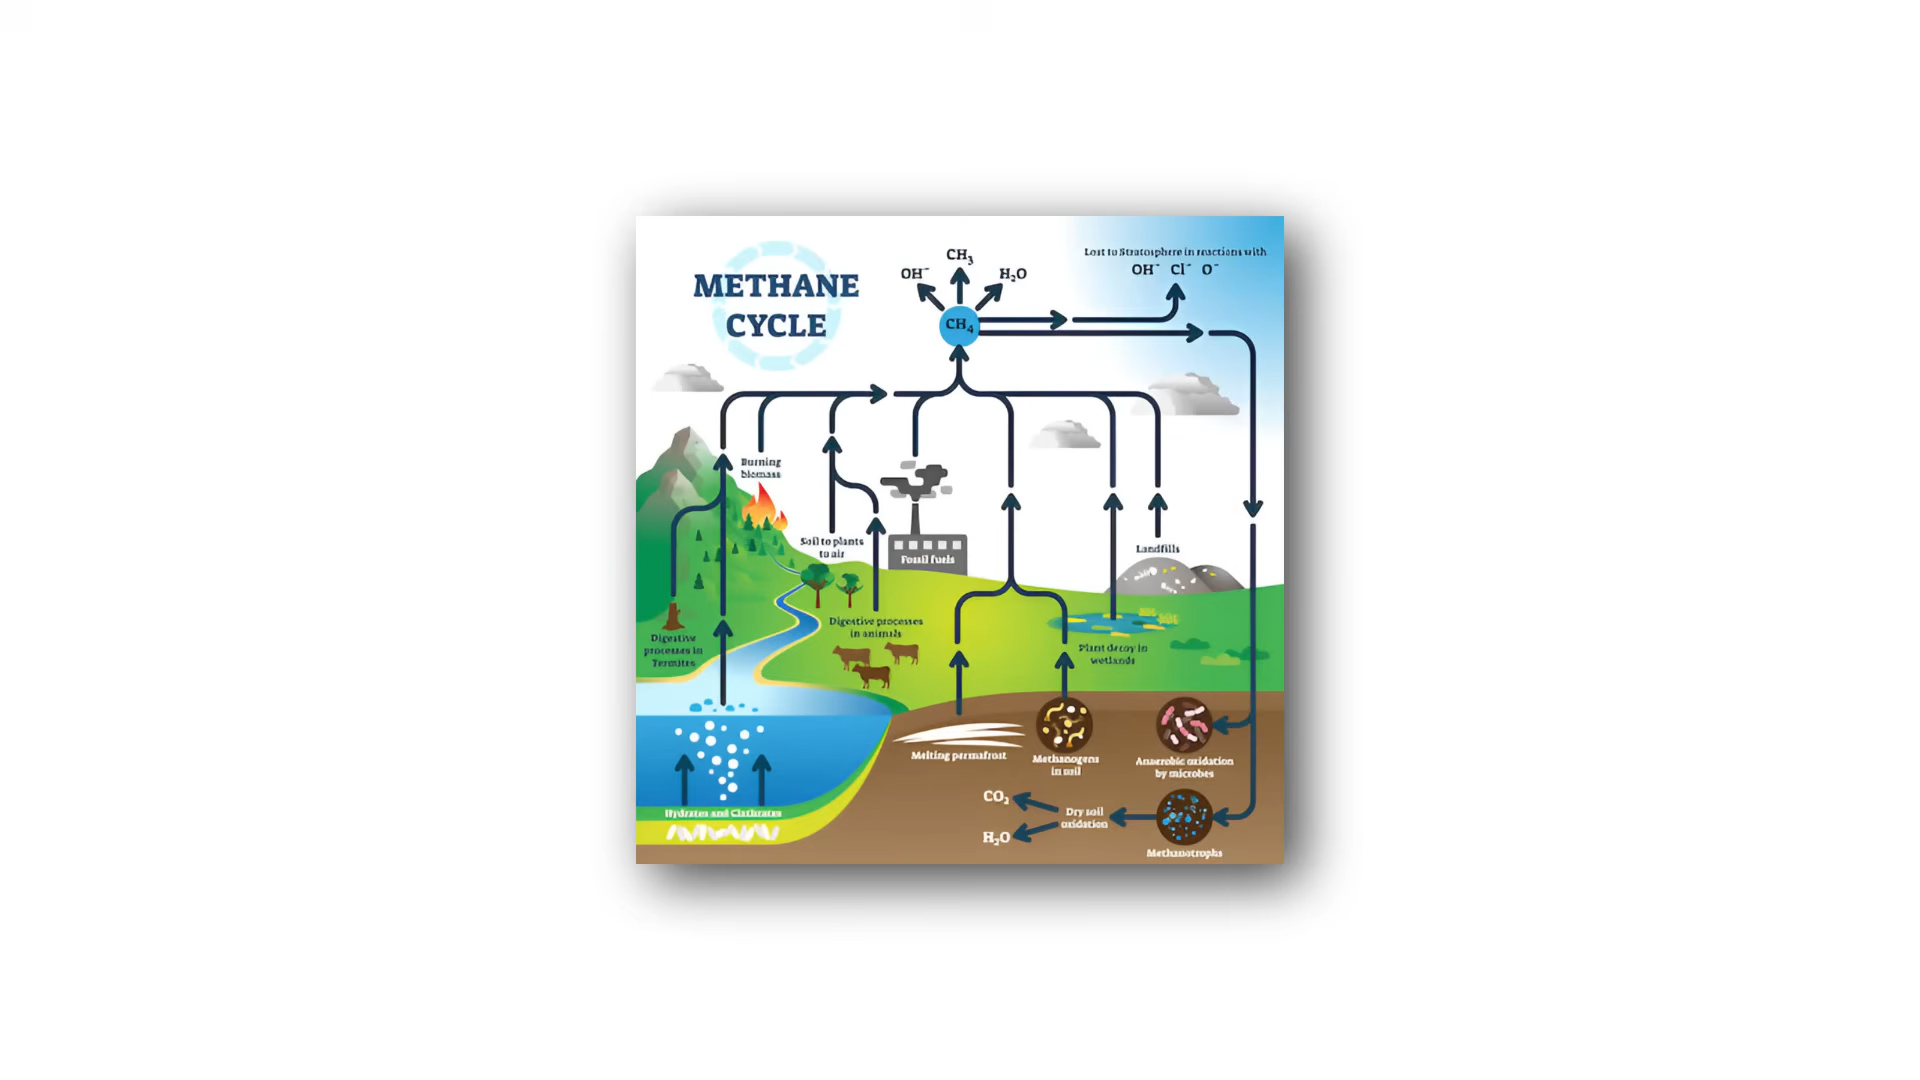 METHANE
CYCLE
CH₃
OH⁻
H₂O
CH₄
Lost to Stratosphere in reactions with
OH⁻ Cl⁻ O⁻
Burning
biomass
Soil to plants
to air
Fossil fuels
Landfills
Digestive
processes in
Termites
Digestive processes
in animals
Plant decay in
wetlands
Melting permafrost
Methanogens
in soil
Anaerobic oxidation
by microbes
Hydrates and Clathrates
CO₂
H₂O
Dry soil
oxidation
Methanotrophs